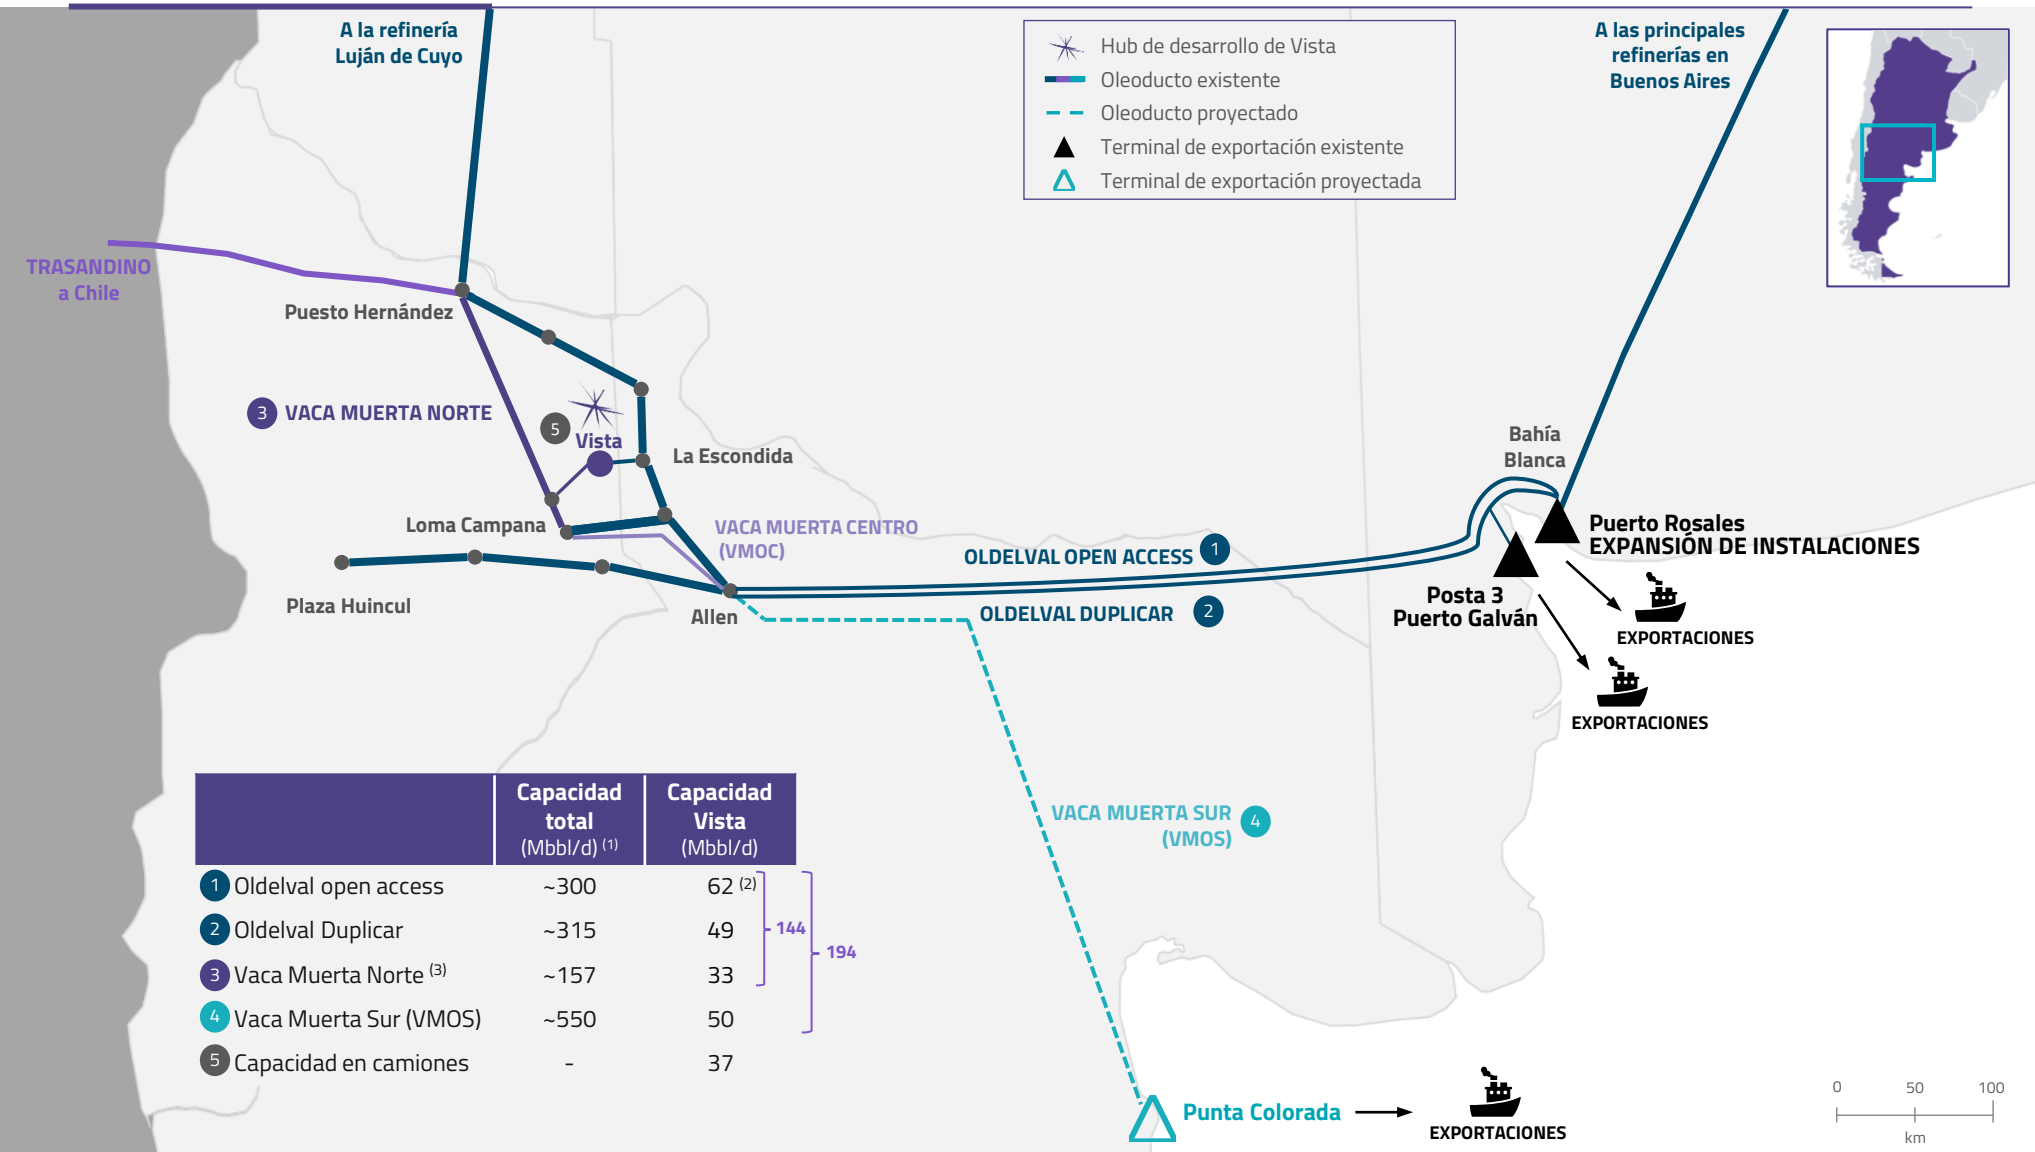 A la refinería
Luján de Cuyo
Hub de desarrollo de Vista
Oleoducto existente
Oleoducto proyectado
Terminal de exportación existente
Terminal de exportación proyectada
A las principales
refinerías en
Buenos Aires
TRASANDINO
a Chile
Puesto Hernández
3 VACA MUERTA NORTE
5
Vista
La Escondida
Loma Campana
VACA MUERTA CENTRO
(VMOC)
Plaza Huincul
Allen
OLDELVAL OPEN ACCESS 1
OLDELVAL DUPLICAR 2
Bahía
Blanca
Puerto Rosales
EXPANSIÓN DE INSTALACIONES
Posta 3
Puerto Galván
EXPORTACIONES
EXPORTACIONES
VACA MUERTA SUR 4
(VMOS)
Capacidad total (Mbbl/d) (1) Capacidad Vista (Mbbl/d)
1 Oldelval open access ~300 62 (2)
2 Oldelval Duplicar ~315 49
144
194
3 Vaca Muerta Norte (3) ~157 33
4 Vaca Muerta Sur (VMOS) ~550 50
5 Capacidad en camiones - 37
Punta Colorada
EXPORTACIONES
0 50 100
km